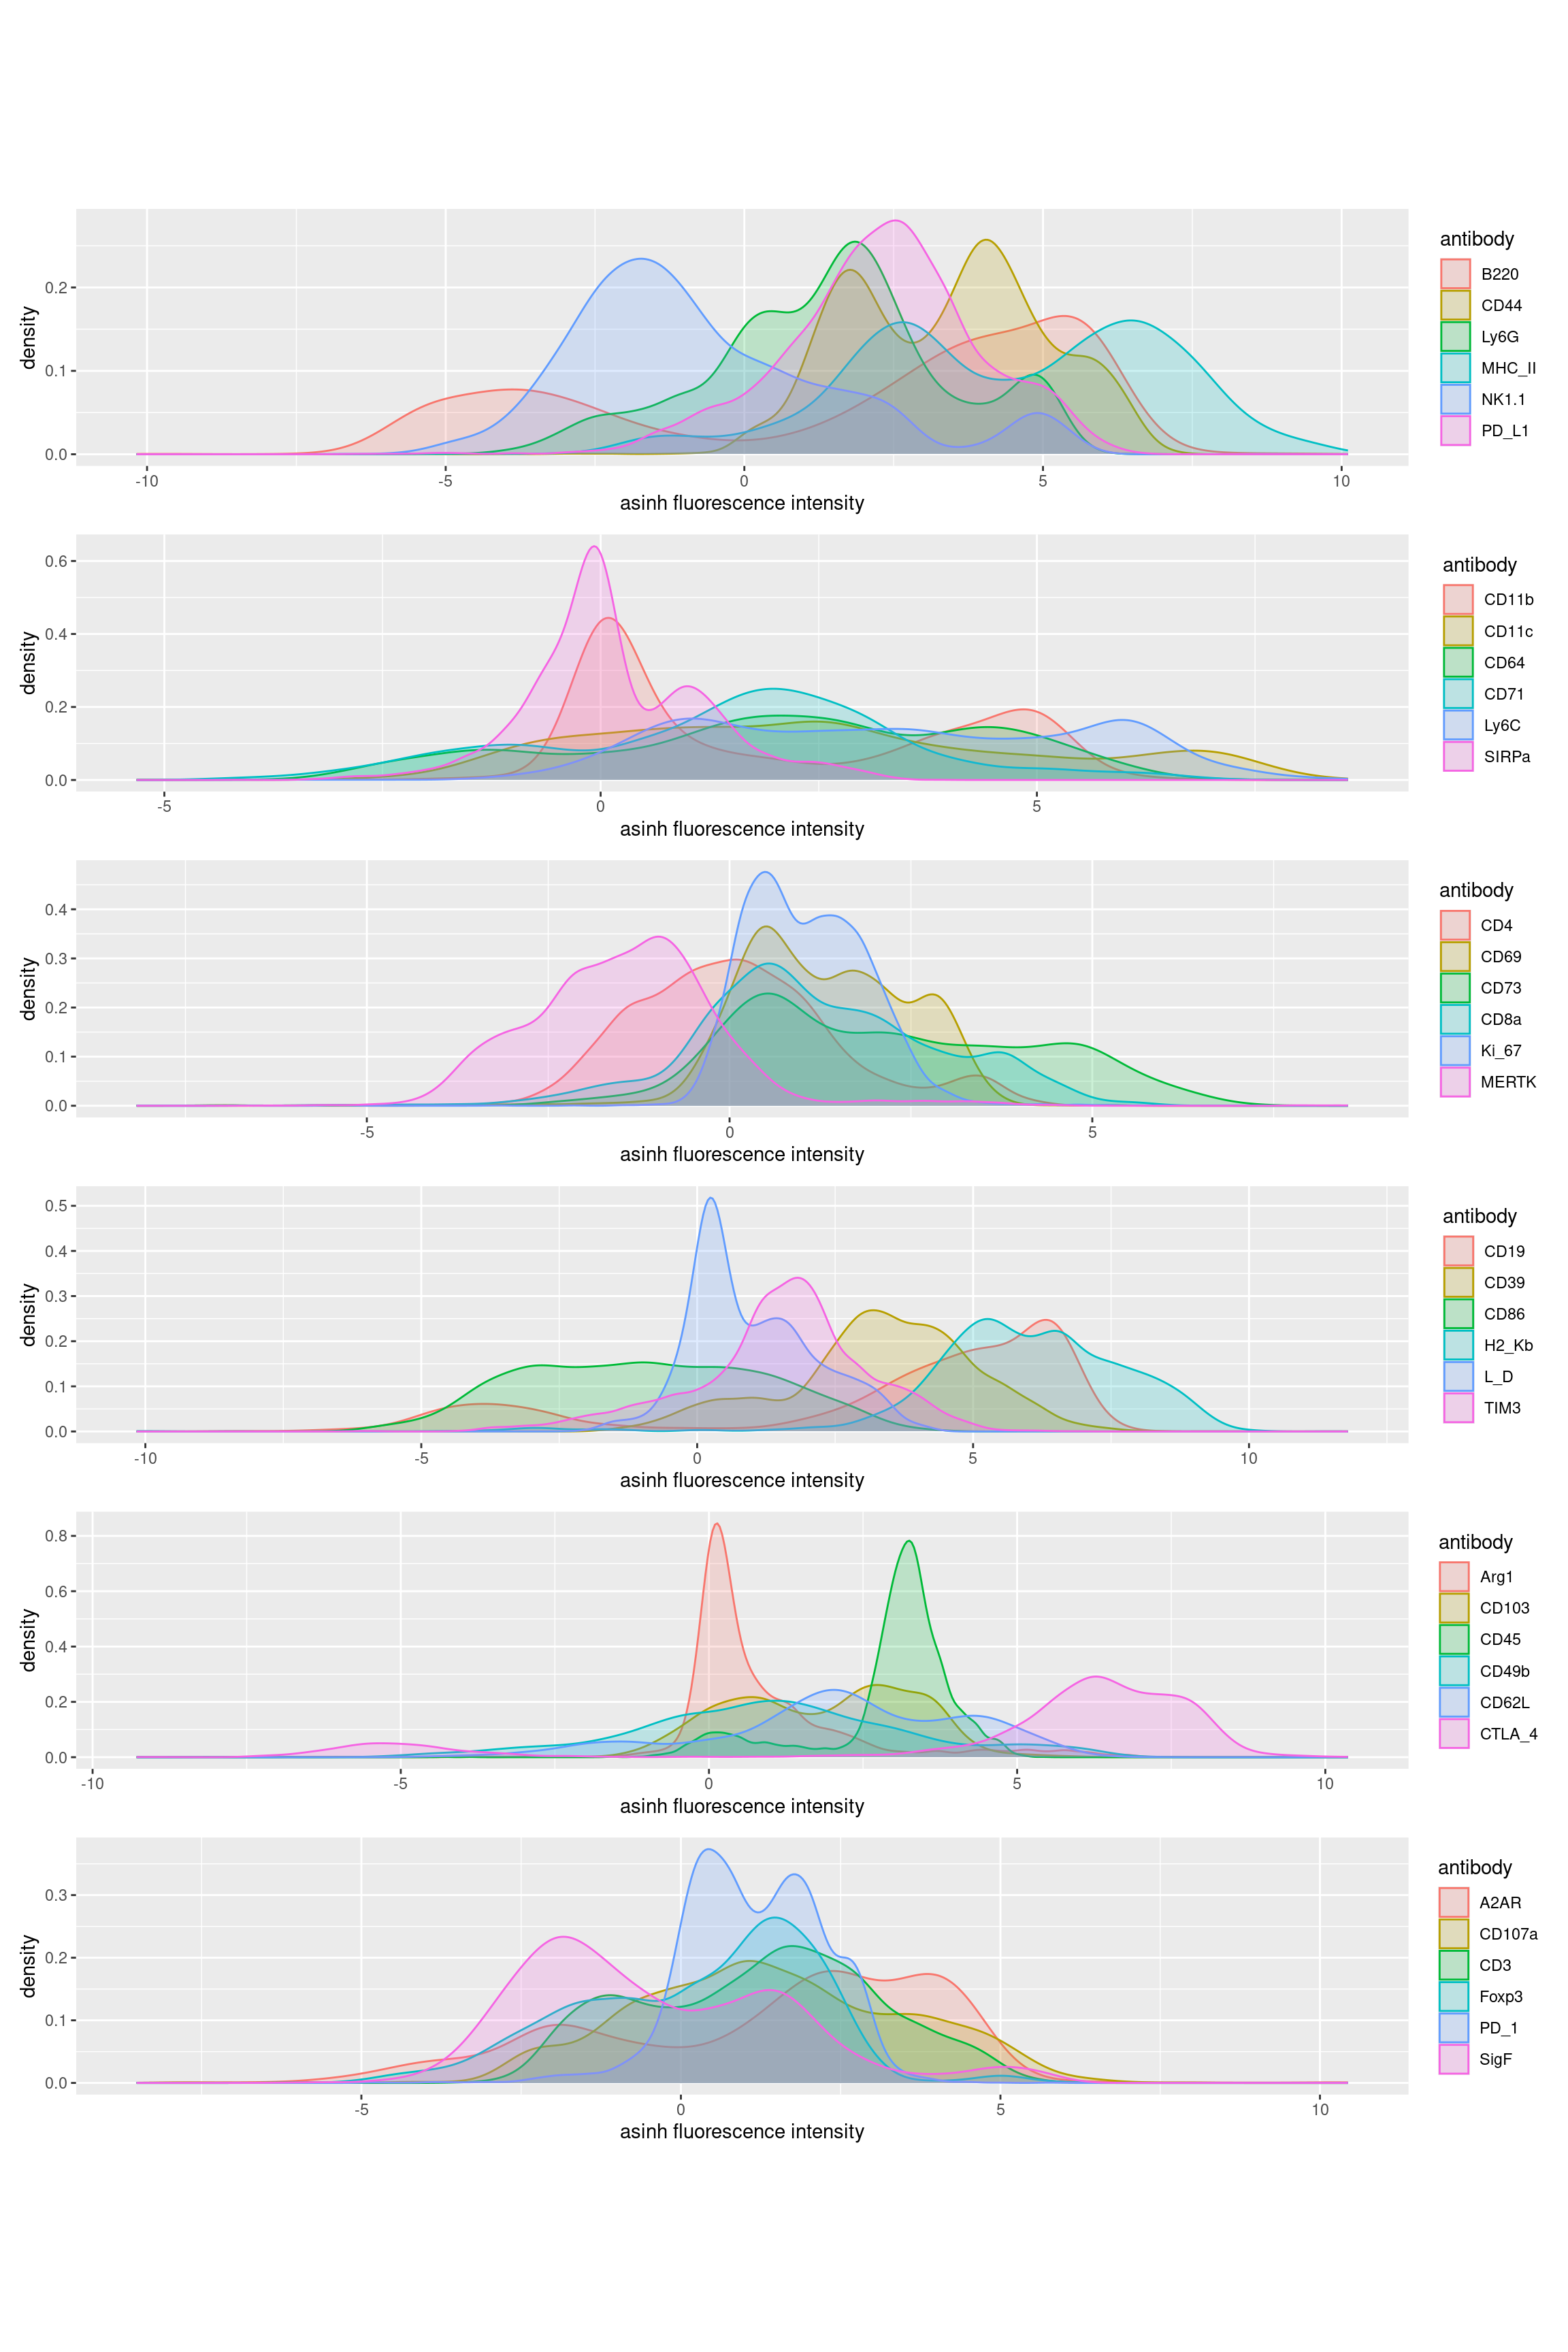 antibody
B220
CD44
Ly6G
MHC_II
NK1.1
PD_L1
density
0.2
0.1
0.0
-10 -5 0 5 10
asinh fluorescence intensity
antibody
CD11b
CD11c
CD64
CD71
Ly6C
SIRPa
density
0.6
0.4
0.2
0.0
-5 0 5
asinh fluorescence intensity
antibody
CD4
CD69
CD73
CD8a
Ki_67
MERTK
density
0.4
0.3
0.2
0.1
0.0
-5 0 5
asinh fluorescence intensity
antibody
CD19
CD39
CD86
H2_Kb
L_D
TIM3
density
0.5
0.4
0.3
0.2
0.1
0.0
-10 -5 0 5 10
asinh fluorescence intensity
antibody
Arg1
CD103
CD45
CD49b
CD62L
CTLA_4
density
0.8
0.6
0.4
0.2
0.0
-10 -5 0 5 10
asinh fluorescence intensity
antibody
A2AR
CD107a
CD3
Foxp3
PD_1
SigF
density
0.3
0.2
0.1
0.0
-5 0 5 10
asinh fluorescence intensity